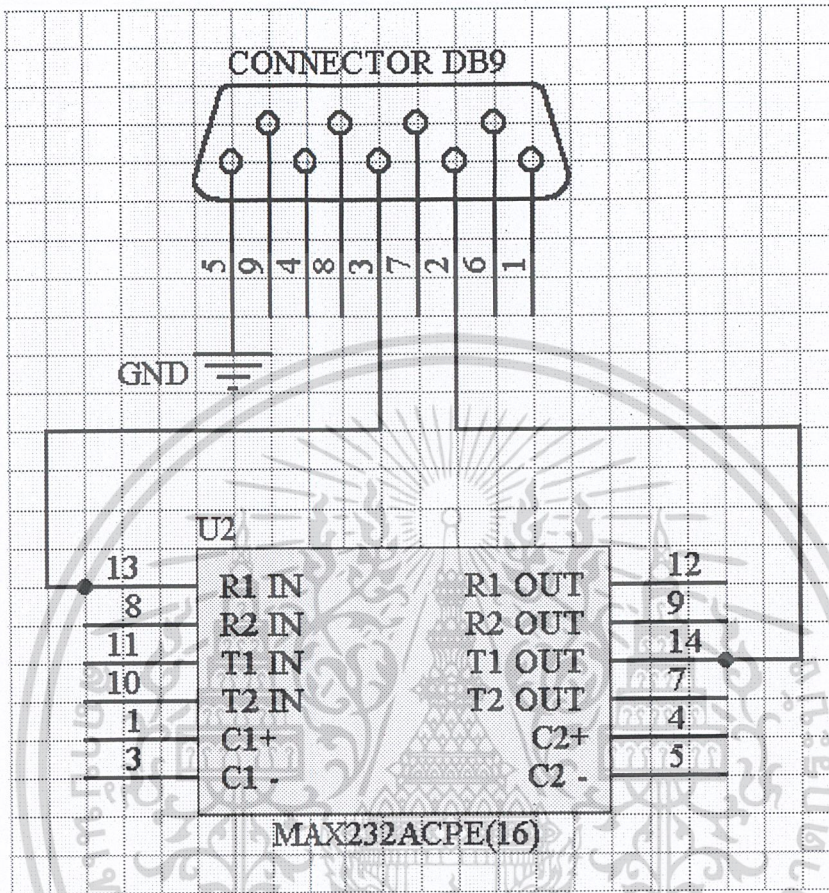 CONNECTOR DB9
5 9 4 8 3 7 2 6 1
GND
U2
13 R1 IN R1 OUT 12
8 R2 IN R2 OUT 9
11 T1 IN T1 OUT 14
10 T2 IN T2 OUT 7
1 C1+ C2+ 4
3 C1 - C2 - 5
MAX232ACPE(16)